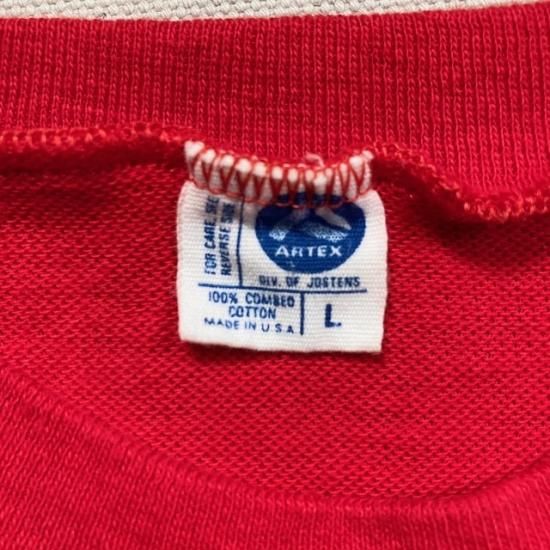 FOR CARE, SEE
REVERSE SIDE
ARTEX
DIV. OF JOSTENS
100% COMBED
COTTON
MADE IN U.S.A
L.